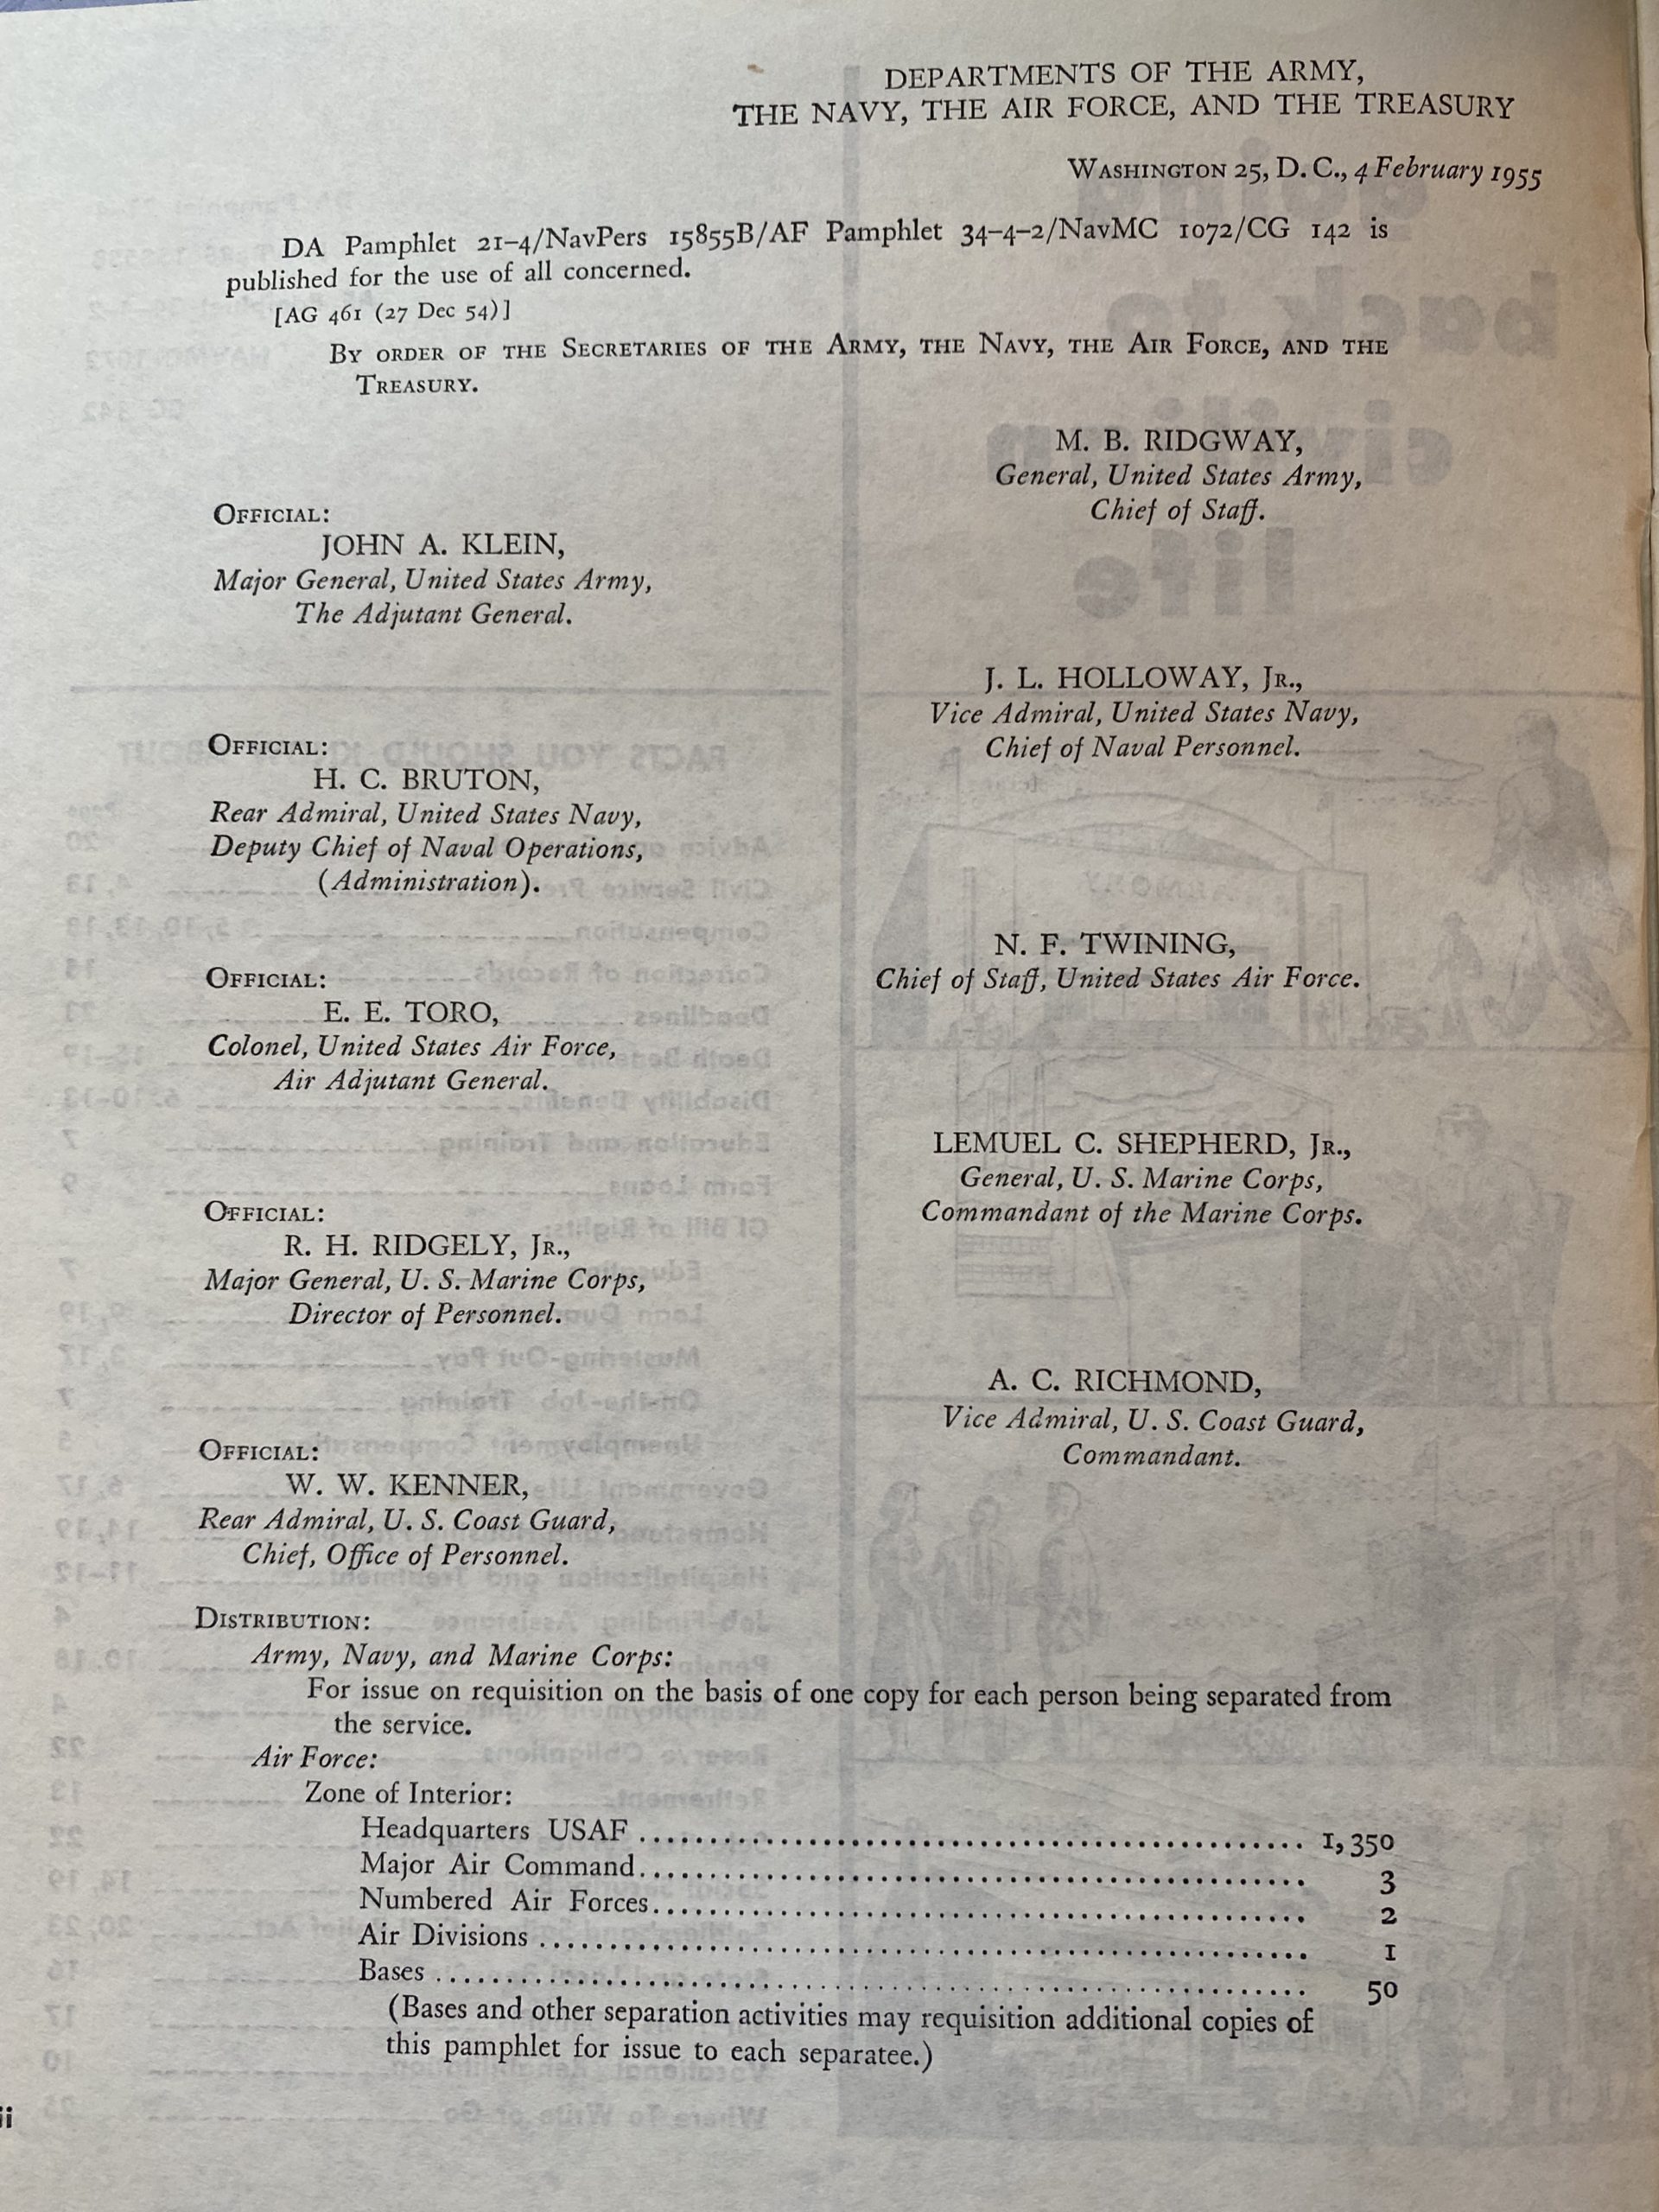 DEPARTMENTS OF THE ARMY,
THE NAVY, THE AIR FORCE, AND THE TREASURY
WASHINGTON 25, D. C., 4 February 1955
DA Pamphlet 21–4/NavPers 15855B/AF Pamphlet 34–4–2/NavMC 1072/CG 142 is
published for the use of all concerned.
[AG 461 (27 Dec 54)]
BY ORDER OF THE SECRETARIES OF THE ARMY, THE NAVY, THE AIR FORCE, AND THE
TREASURY.
M. B. RIDGWAY,
General, United States Army,
Chief of Staff.
OFFICIAL:
JOHN A. KLEIN,
Major General, United States Army,
The Adjutant General.
J. L. HOLLOWAY, JR.,
Vice Admiral, United States Navy,
Chief of Naval Personnel.
OFFICIAL:
H. C. BRUTON,
Rear Admiral, United States Navy,
Deputy Chief of Naval Operations,
(Administration).
N. F. TWINING,
Chief of Staff, United States Air Force.
OFFICIAL:
E. E. TORO,
Colonel, United States Air Force,
Air Adjutant General.
LEMUEL C. SHEPHERD, JR.,
General, U. S. Marine Corps,
Commandant of the Marine Corps.
OFFICIAL:
R. H. RIDGELY, JR.,
Major General, U. S. Marine Corps,
Director of Personnel.
A. C. RICHMOND,
Vice Admiral, U. S. Coast Guard,
Commandant.
OFFICIAL:
W. W. KENNER,
Rear Admiral, U. S. Coast Guard,
Chief, Office of Personnel.
DISTRIBUTION:
Army, Navy, and Marine Corps:
For issue on requisition on the basis of one copy for each person being separated from
the service.
Air Force:
Zone of Interior:
Headquarters USAF ........ 1,350
Major Air Command ........ 3
Numbered Air Forces ........ 2
Air Divisions ........ 1
Bases ........ 50
(Bases and other separation activities may requisition additional copies of
this pamphlet for issue to each separatee.)
ii